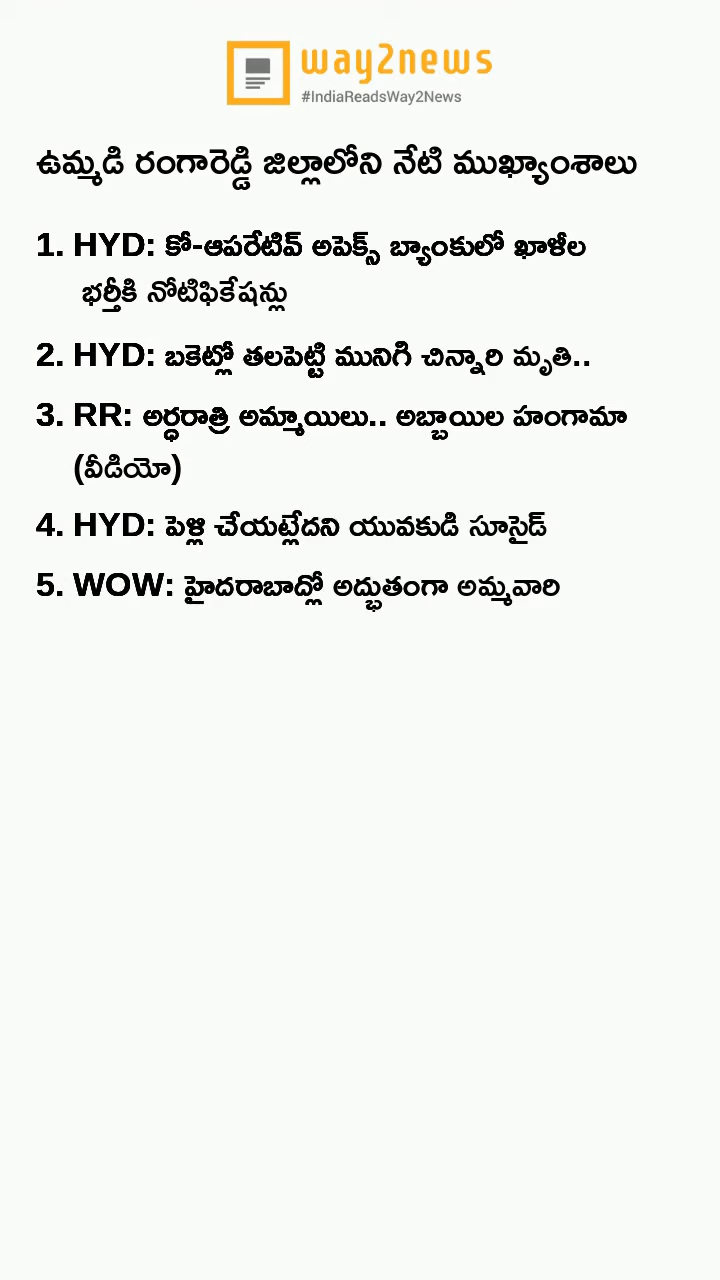 way2news
#IndiaReadsWay2News
ఉమ్మడి రంగారెడ్డి జిల్లాలోని నేటి ముఖ్యాంశాలు
1. HYD: కో-ఆపరేటివ్ అపెక్స్ బ్యాంకులో ఖాళీల
భర్తీకి నోటిఫికేషన్లు
2. HYD: బకెట్లో తలపెట్టి మునిగి చిన్నారి మృతి..
3. RR: అర్ధరాత్రి అమ్మాయిలు.. అబ్బాయిల హంగామా
(వీడియో)
4. HYD: పెళ్లి చేయట్లేదని యువకుడి సూసైడ్
5. WOW: హైదరాబాద్లో అద్భుతంగా అమ్మవారి